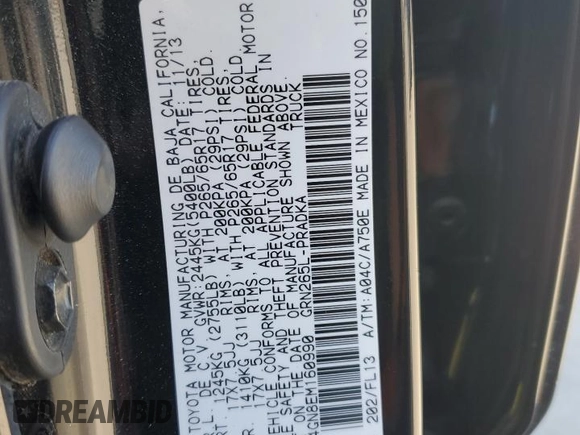 TOYOTA MOTOR MANUFACTURING DE BAJA CALIFORNIA,
DE C.V. DATE: 11/13
GVWR: 2445KG(5400LB)
1245KG (2755LB) WITH P265/65R17 TIRES,
17X7.5JJ RIMS, AT 200KPA (29PSI) COLD.
1410KG (3110LB) WITH P265/65R17 TIRES,
17X7.5JJ RIMS, AT 200KPA (29PSI) COLD
VEHICLE CONFORMS TO ALL APPLICABLE FEDERAL MOTOR
SAFETY AND THEFT PREVENTION STANDARDS IN
ON THE DATE OF MANUFACTURE SHOWN ABOVE.
4GN8EM160990 TRUCK
GRN265L-PRADKA
202/FL13 A/TM: A04C/A750E MADE IN MEXICO NO.150
DREAMBID